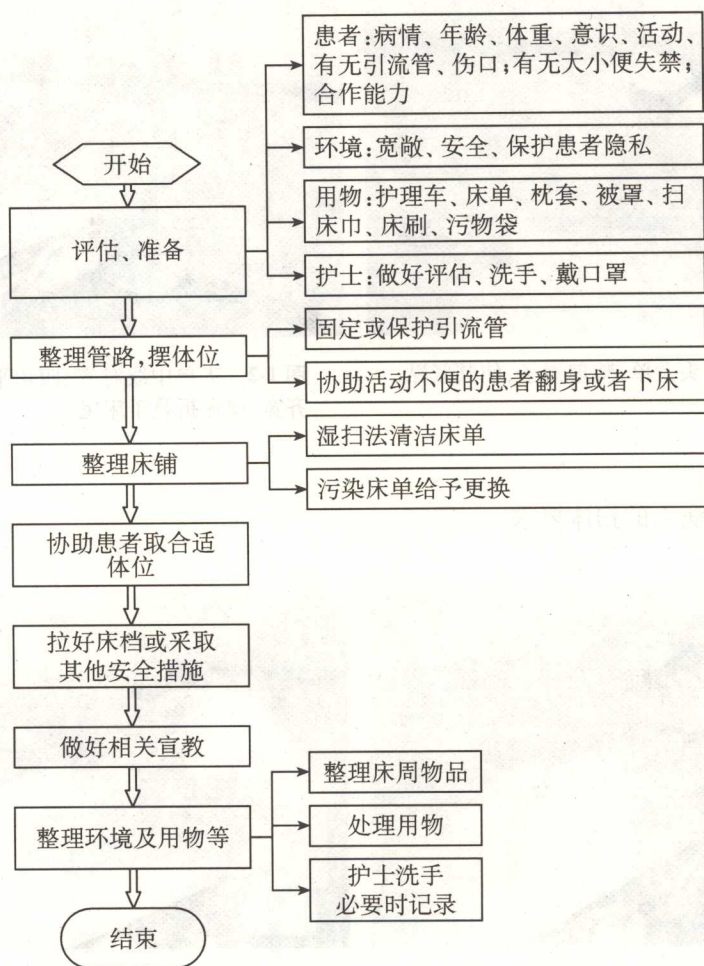 开始
评估、准备
患者:病情、年龄、体重、意识、活动、
有无引流管、伤口;有无大小便失禁;
合作能力
环境:宽敞、安全、保护患者隐私
用物:护理车、床单、枕套、被罩、扫
床巾、床刷、污物袋
护士:做好评估、洗手、戴口罩
整理管路,摆体位
固定或保护引流管
协助活动不便的患者翻身或者下床
整理床铺
湿扫法清洁床单
污染床单给予更换
协助患者取合适
体位
拉好床档或采取
其他安全措施
做好相关宣教
整理环境及用物等
整理床周物品
处理用物
护士洗手
必要时记录
结束